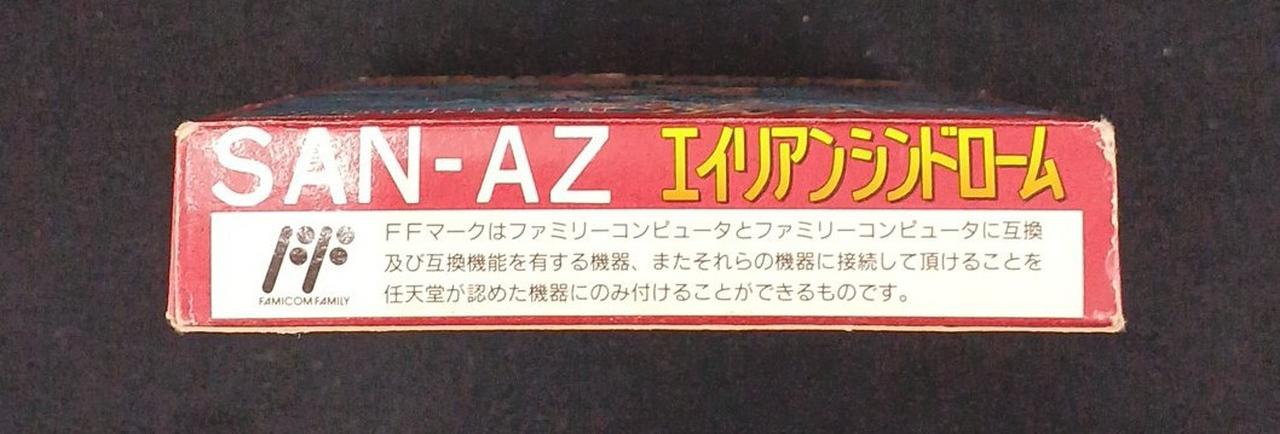 SAN-AZ エイリアンシンドローム
FFマークはファミリーコンピュータとファミリーコンピュータに互換
及び互換機能を有する機器、またそれらの機器に接続して頂けることを
任天堂が認めた機器にのみ付けることができるものです。
FF
FAMICOM FAMILY